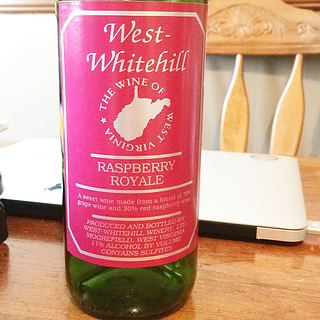 West-
Whitehill
THE WINE OF
WEST VIRGINIA
RASPBERRY
ROYALE
A sweet wine made from a blend of 70%
grape wine and 30% red raspberry wine
PRODUCED AND BOTTLED BY
WEST-WHITEHILL WINERY, LTD.
MOOREFIELD, WEST VIRGINIA
11% ALCOHOL BY VOLUME
CONTAINS SULFITES